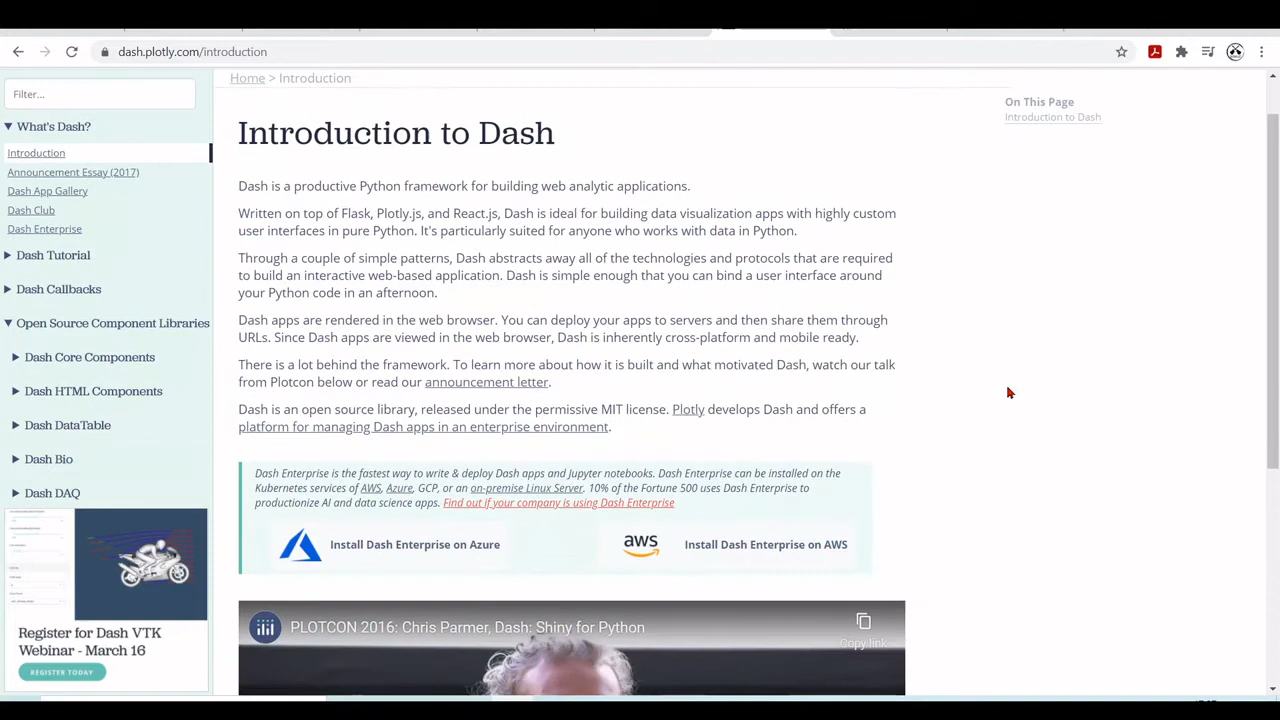 dash.plotly.com/introduction
Filter...
What's Dash?
Introduction
Announcement Essay (2017)
Dash App Gallery
Dash Club
Dash Enterprise
Dash Tutorial
Dash Callbacks
Open Source Component Libraries
Dash Core Components
Dash HTML Components
Dash DataTable
Dash Bio
Dash DAQ
Register for Dash VTK
Webinar - March 16
REGISTER TODAY
Home > Introduction
Introduction to Dash
Dash is a productive Python framework for building web analytic applications.
Written on top of Flask, Plotly.js, and React.js, Dash is ideal for building data visualization apps with highly custom
user interfaces in pure Python. It's particularly suited for anyone who works with data in Python.
Through a couple of simple patterns, Dash abstracts away all of the technologies and protocols that are required
to build an interactive web-based application. Dash is simple enough that you can bind a user interface around
your Python code in an afternoon.
Dash apps are rendered in the web browser. You can deploy your apps to servers and then share them through
URLs. Since Dash apps are viewed in the web browser, Dash is inherently cross-platform and mobile ready.
There is a lot behind the framework. To learn more about how it is built and what motivated Dash, watch our talk
from Plotcon below or read our announcement letter.
Dash is an open source library, released under the permissive MIT license. Plotly develops Dash and offers a
platform for managing Dash apps in an enterprise environment.
Dash Enterprise is the fastest way to write & deploy Dash apps and Jupyter notebooks. Dash Enterprise can be installed on the
Kubernetes services of AWS, Azure, GCP, or an on-premise Linux Server. 10% of the Fortune 500 uses Dash Enterprise to
productionize AI and data science apps. Find out if your company is using Dash Enterprise
Install Dash Enterprise on Azure
aws Install Dash Enterprise on AWS
PLOTCON 2016: Chris Parmer, Dash: Shiny for Python
Copy link
On This Page
Introduction to Dash